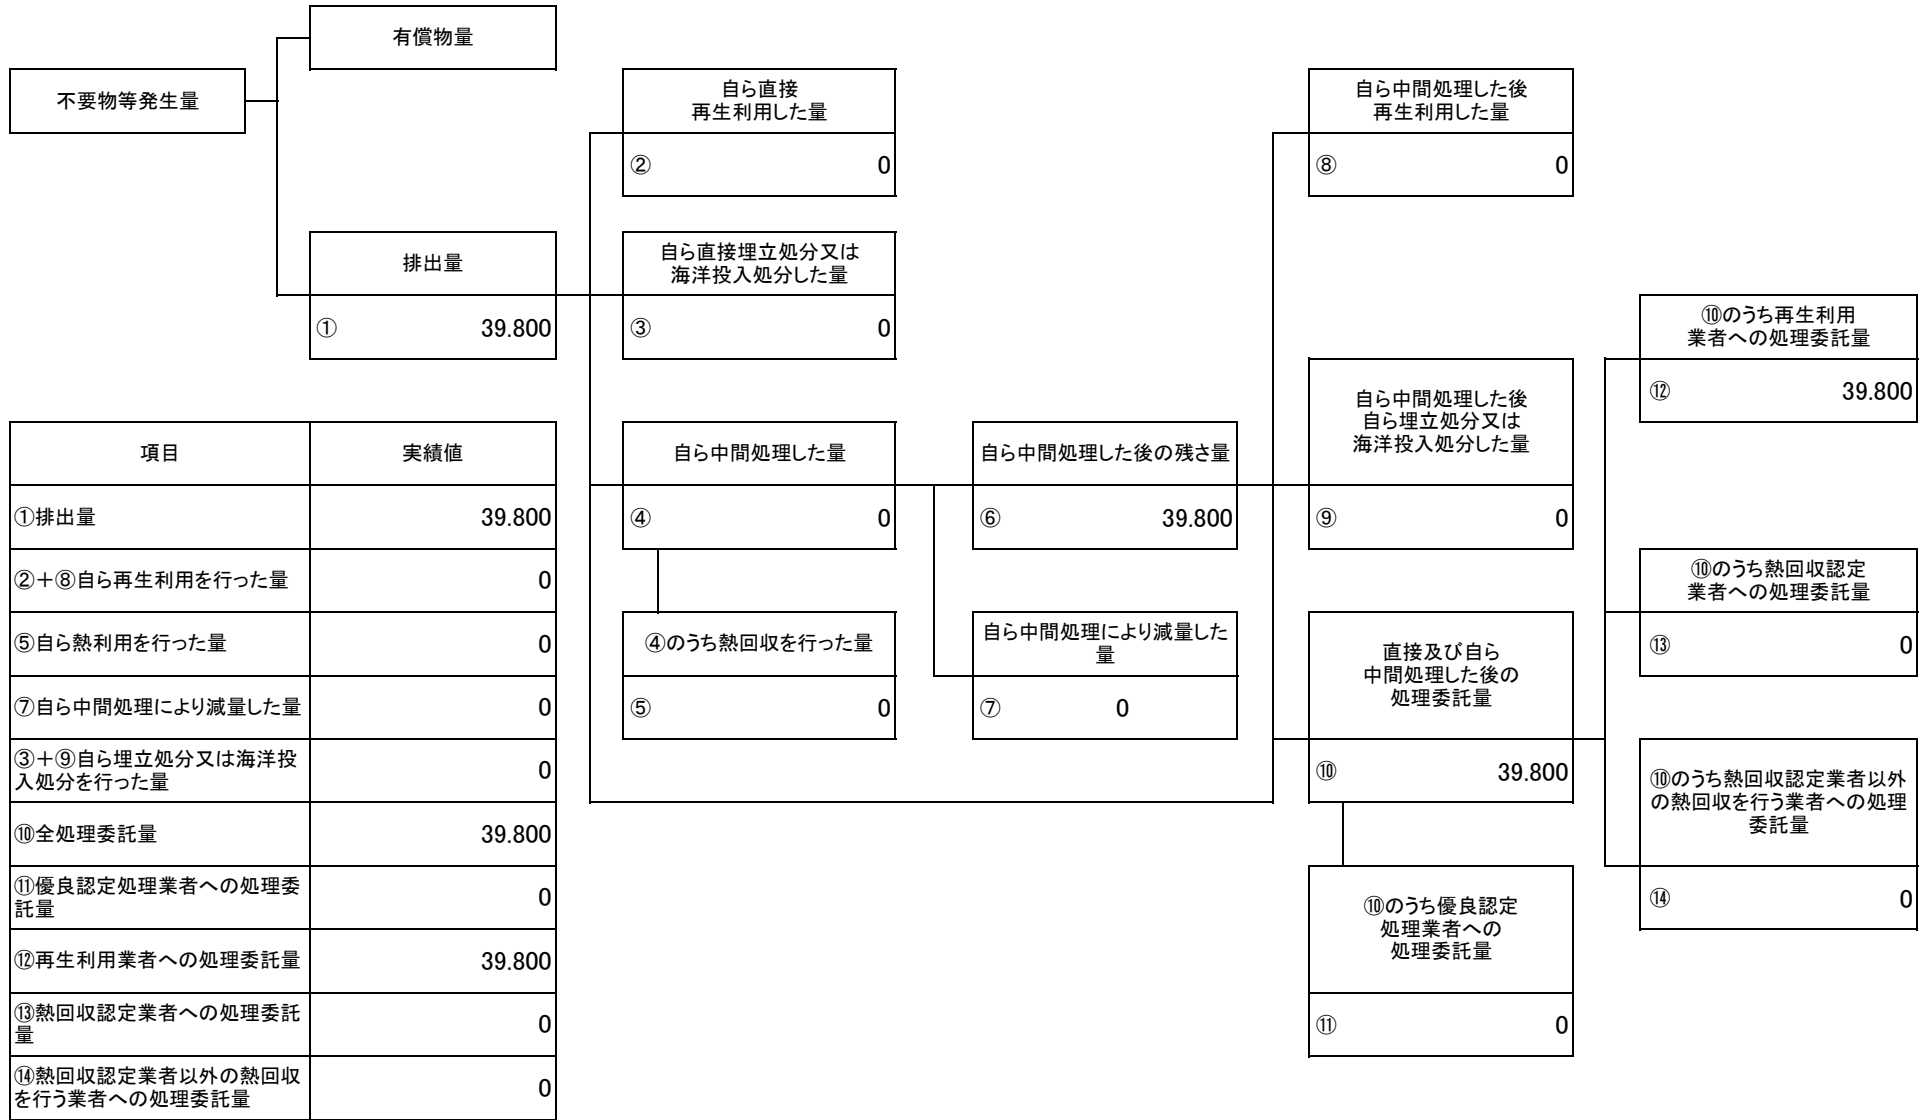 有償物量
不要物等発生量
自ら直接
再生利用した量
② 0
自ら中間処理した後
再生利用した量
⑧ 0
排出量
① 39.800
自ら直接埋立処分又は
海洋投入処分した量
③ 0
⑩のうち再生利用
業者への処理委託量
⑫ 39.800
自ら中間処理した後
自ら埋立処分又は
海洋投入処分した量
⑨ 0
自ら中間処理した量
④ 0
自ら中間処理した後の残さ量
⑥ 39.800
⑩のうち熱回収認定
業者への処理委託量
⑬ 0
④のうち熱回収を行った量
⑤ 0
自ら中間処理により減量した
量
⑦ 0
直接及び自ら
中間処理した後の
処理委託量
⑩ 39.800
⑩のうち熱回収認定業者以外
の熱回収を行う業者への処理
委託量
⑭ 0
⑩のうち優良認定
処理業者への
処理委託量
⑪ 0
項目 実績値
①排出量 39.800
②+⑧自ら再生利用を行った量 0
⑤自ら熱利用を行った量 0
⑦自ら中間処理により減量した量 0
③+⑨自ら埋立処分又は海洋投
入処分を行った量 0
⑩全処理委託量 39.800
⑪優良認定処理業者への処理委
託量 0
⑫再生利用業者への処理委託量 39.800
⑬熱回収認定業者への処理委託
量 0
⑭熱回収認定業者以外の熱回収
を行う業者への処理委託量 0